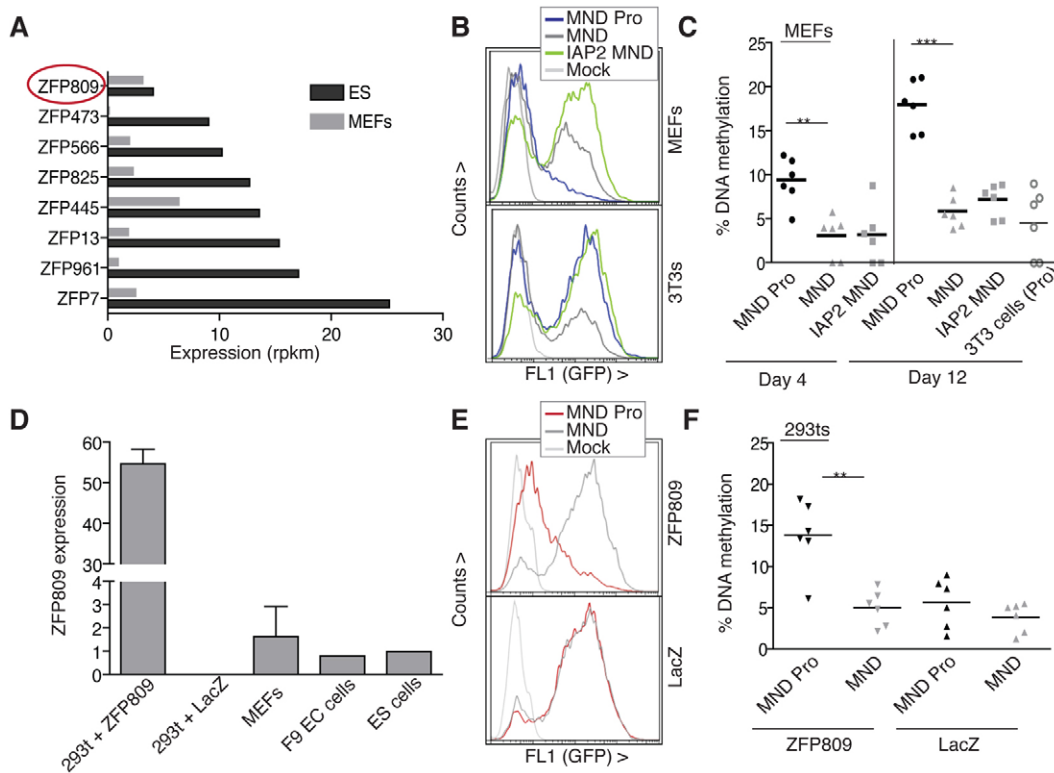 A
ZFP809
ZFP473
ZFP566
ZFP825
ZFP445
ZFP13
ZFP961
ZFP7
ES
MEFs
0 10 20 30
Expression (rpkm)
B
MND Pro
MND
IAP2 MND
Mock
Counts >
MEFs
3T3s
FL1 (GFP) >
C
MEFs
25
20
15
10
5
0
% DNA methylation
**
***
MND Pro
MND
IAP2 MND
MND Pro
MND
IAP2 MND
3T3 cells (Pro)
Day 4
Day 12
D
60
50
40
30
4
3
2
1
0
ZFP809 expression
293t + ZFP809
293t + LacZ
MEFs
F9 EC cells
ES cells
E
MND Pro
MND
Mock
Counts >
ZFP809
LacZ
FL1 (GFP) >
F
293ts
25
20
15
10
5
0
% DNA methylation
**
MND Pro
MND
MND Pro
MND
ZFP809
LacZ